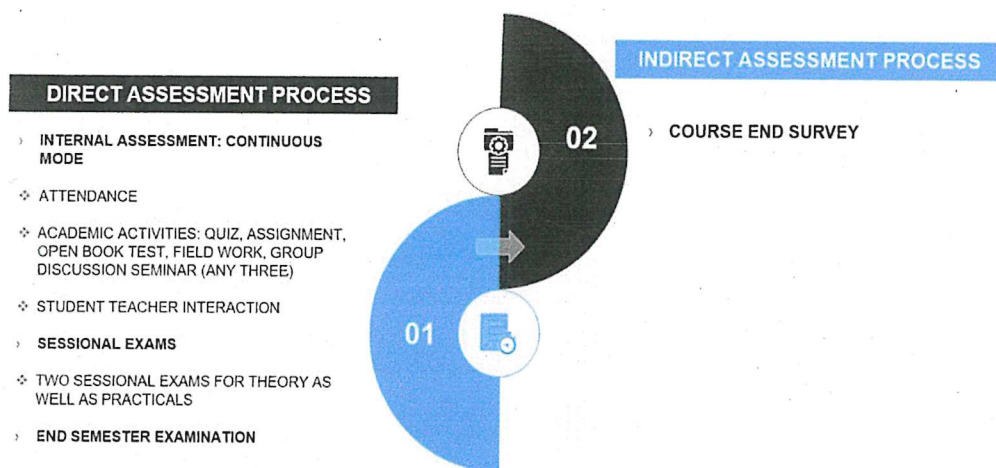 DIRECT ASSESSMENT PROCESS
› INTERNAL ASSESSMENT: CONTINUOUS
MODE
❖ ATTENDANCE
❖ ACADEMIC ACTIVITIES: QUIZ, ASSIGNMENT,
OPEN BOOK TEST, FIELD WORK, GROUP
DISCUSSION SEMINAR (ANY THREE)
❖ STUDENT TEACHER INTERACTION
› SESSIONAL EXAMS
❖ TWO SESSIONAL EXAMS FOR THEORY AS
WELL AS PRACTICALS
› END SEMESTER EXAMINATION
01
02
INDIRECT ASSESSMENT PROCESS
› COURSE END SURVEY